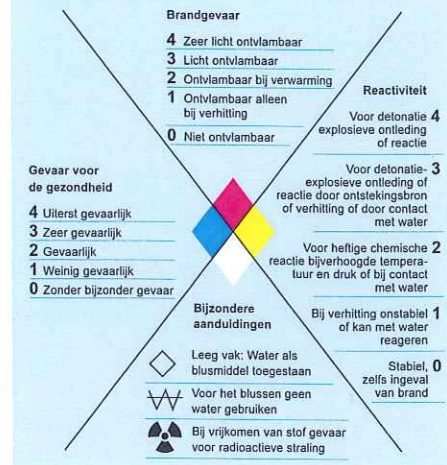 Brandgevaar
4 Zeer licht ontvlambaar
3 Licht ontvlambaar
2 Ontvlambaar bij verwarming
1 Ontvlambaar alleen
bij verhitting
0 Niet ontvlambaar
Gevaar voor
de gezondheid
4 Uiterst gevaarlijk
3 Zeer gevaarlijk
2 Gevaarlijk
1 Weinig gevaarlijk
0 Zonder bijzonder gevaar
Reactiviteit
Voor detonatie 4
explosieve ontleding
of reactie
Voor detonatie- 3
explosieve ontleding of
reactie door ontstekingsbron
of verhitting of door contact
met water
Voor heftige chemische 2
reactie bijverhoogde tempera-
tuur en druk of bij contact
met water
Bij verhitting onstabiel 1
of kan met water
reageren
Stabiel, 0
zelfs ingeval
van brand
Bijzondere
aanduidingen
Leeg vak: Water als
blusmiddel toegestaan
Voor het blussen geen
water gebruiken
Bij vrijkomen van stof gevaar
voor radioactieve straling